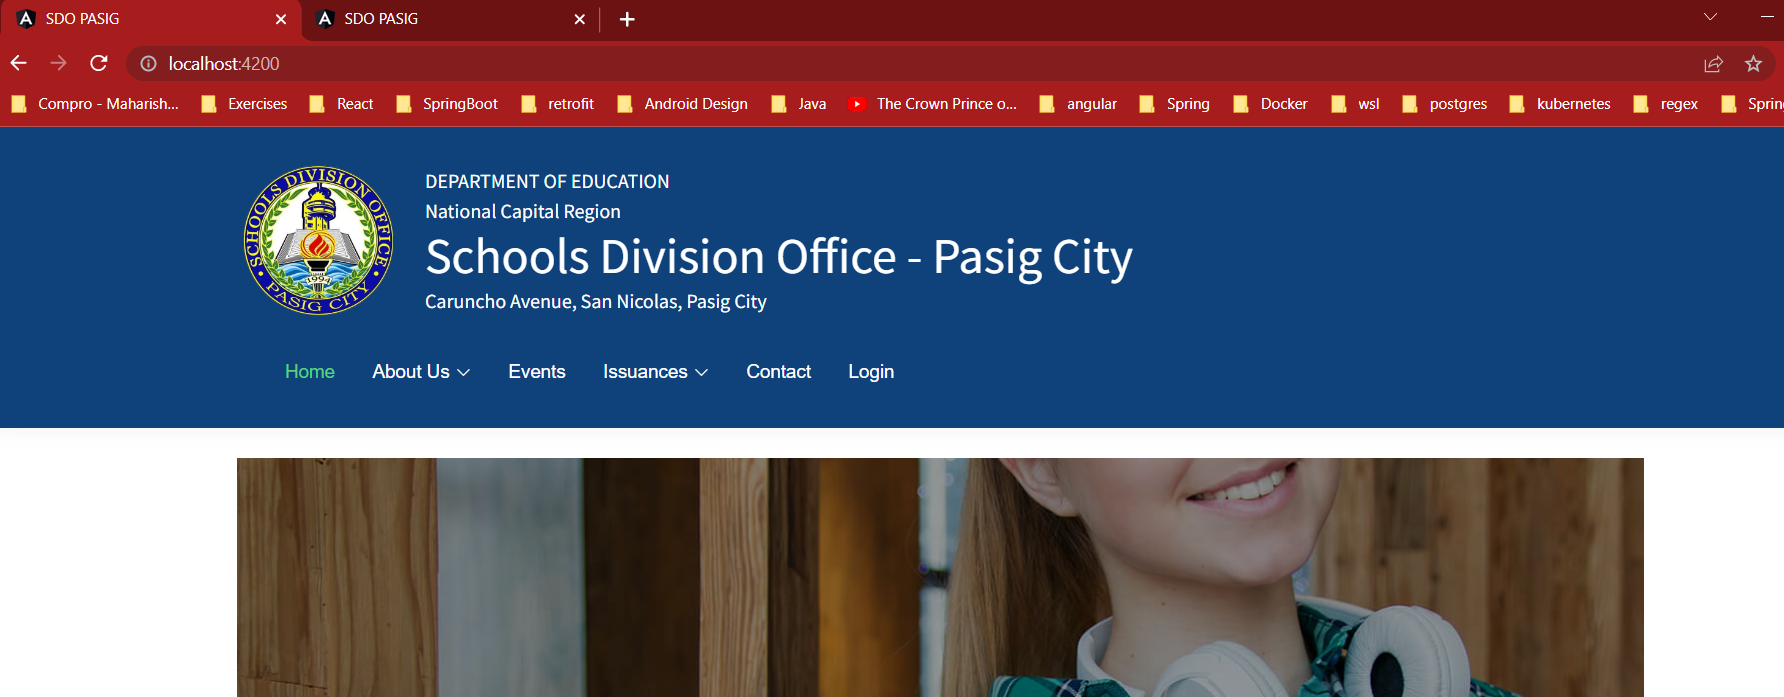 SDO PASIG
SDO PASIG
localhost:4200
Compro - Maharish... Exercises React SpringBoot retrofit Android Design Java The Crown Prince o... angular Spring Docker wsl postgres kubernetes regex Sprin
SCHOOLS DIVISION OFFICE
1994
PASIG CITY
DEPARTMENT OF EDUCATION
National Capital Region
Schools Division Office - Pasig City
Caruncho Avenue, San Nicolas, Pasig City
Home About Us Events Issuances Contact Login